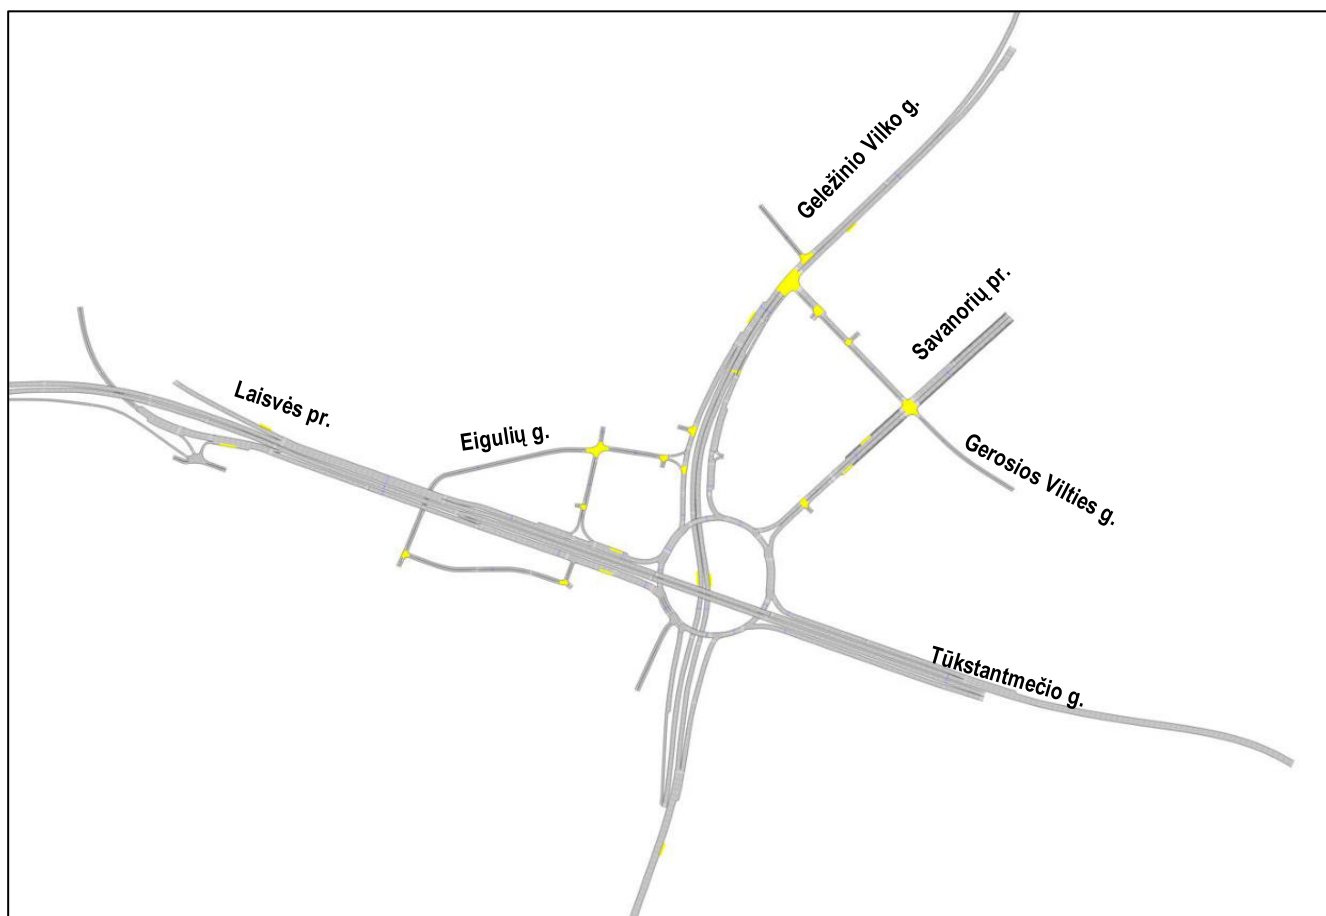 Geležinio Vilko g.
Savanorių pr.
Laisvės pr.
Eigulių g.
Gerosios Vilties g.
Tūkstantmečio g.